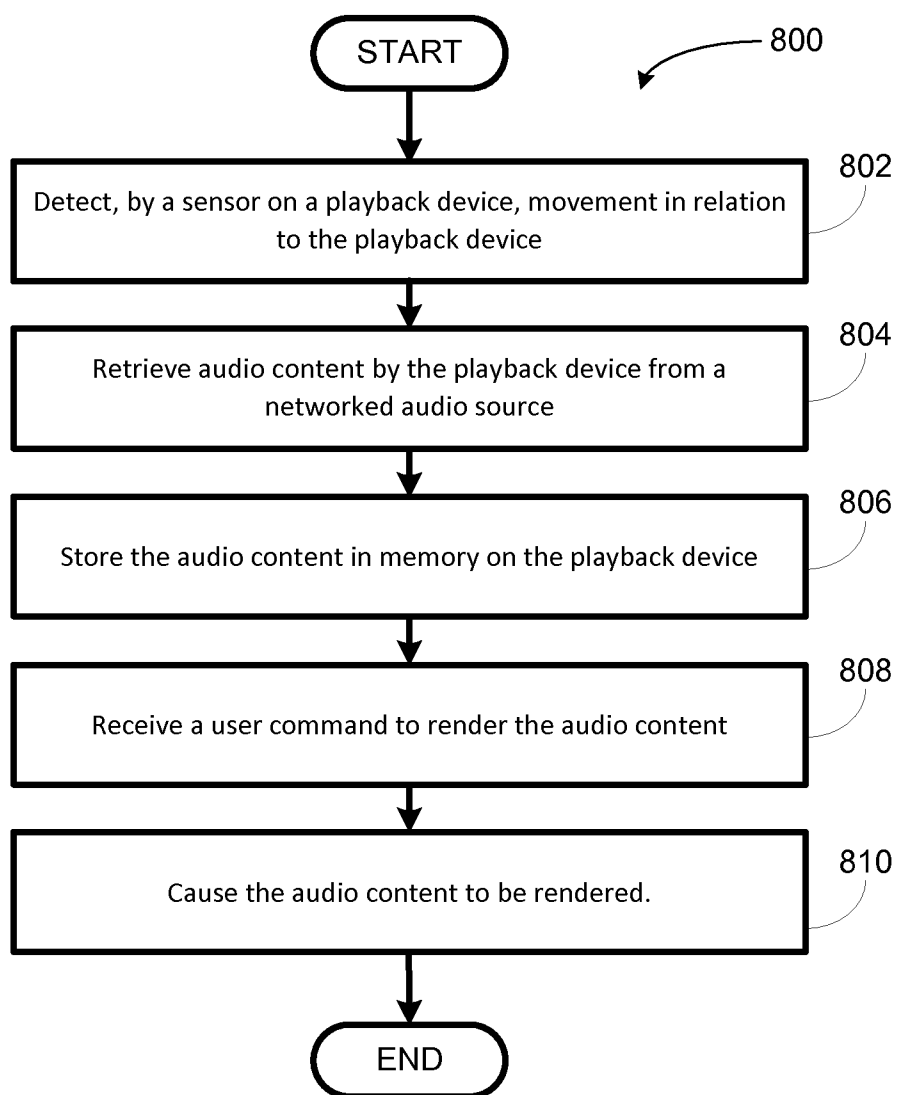 START
800
802
Detect, by a sensor on a playback device, movement in relation
to the playback device
804
Retrieve audio content by the playback device from a
networked audio source
806
Store the audio content in memory on the playback device
808
Receive a user command to render the audio content
810
Cause the audio content to be rendered.
END